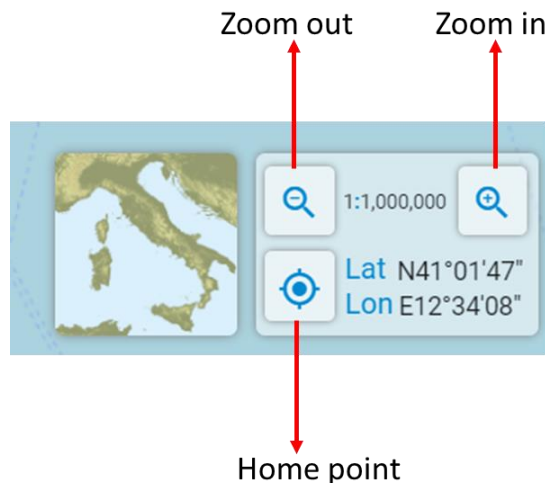 Zoom out Zoom in
1:1,000,000
Lat N41°01'47"
Lon E12°34'08"
Home point